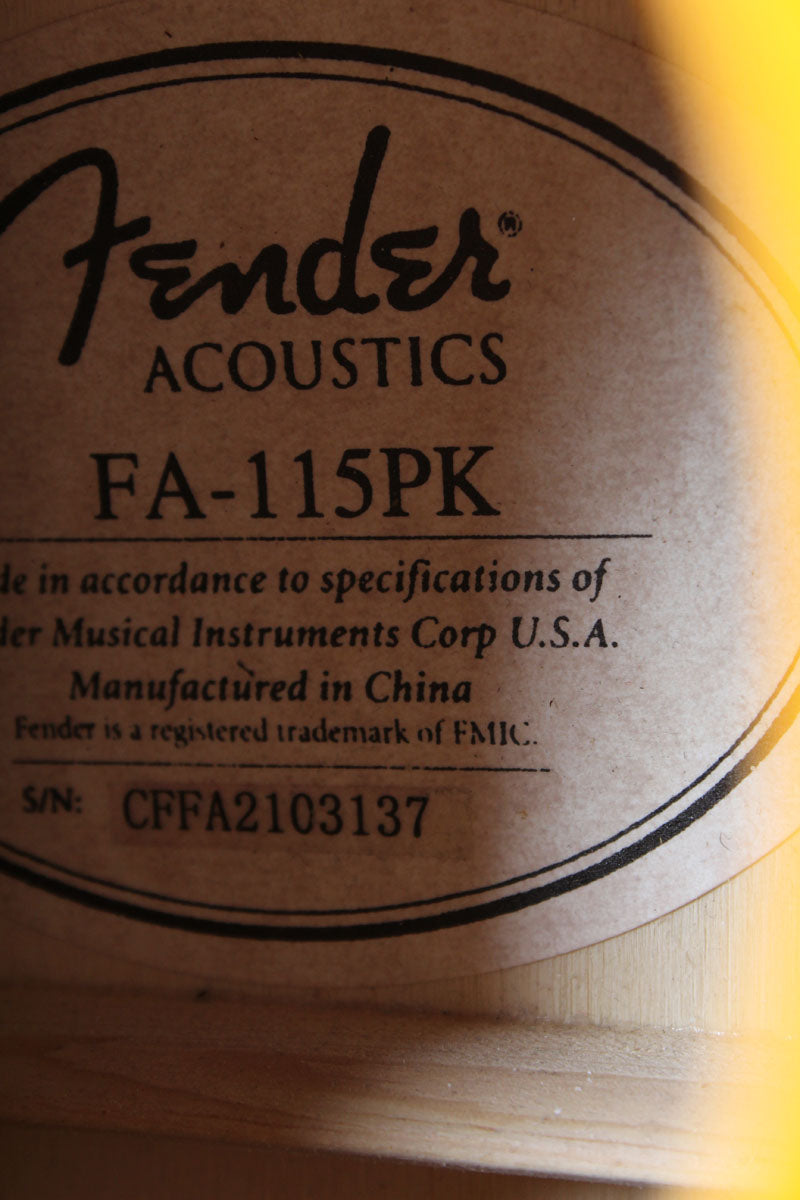 Fender®
ACOUSTICS
FA-115PK
de in accordance to specifications of
der Musical Instruments Corp U.S.A.
Manufactured in China
Fender is a registered trademark of FMIC.
S/N: CFFA2103137